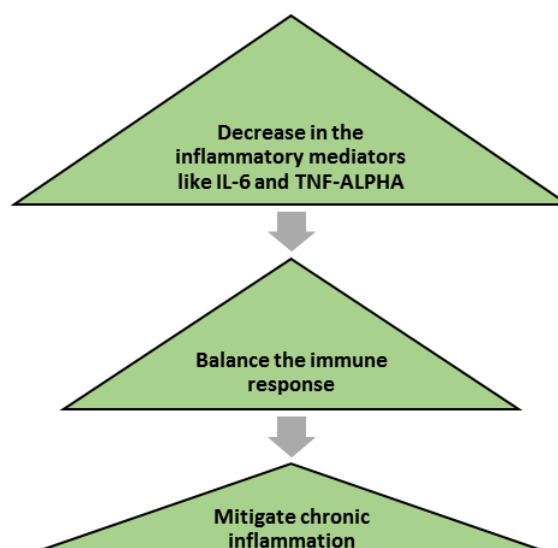 Decrease in the
inflammatory mediators
like IL-6 and TNF-ALPHA
Balance the immune
response
Mitigate chronic
inflammation